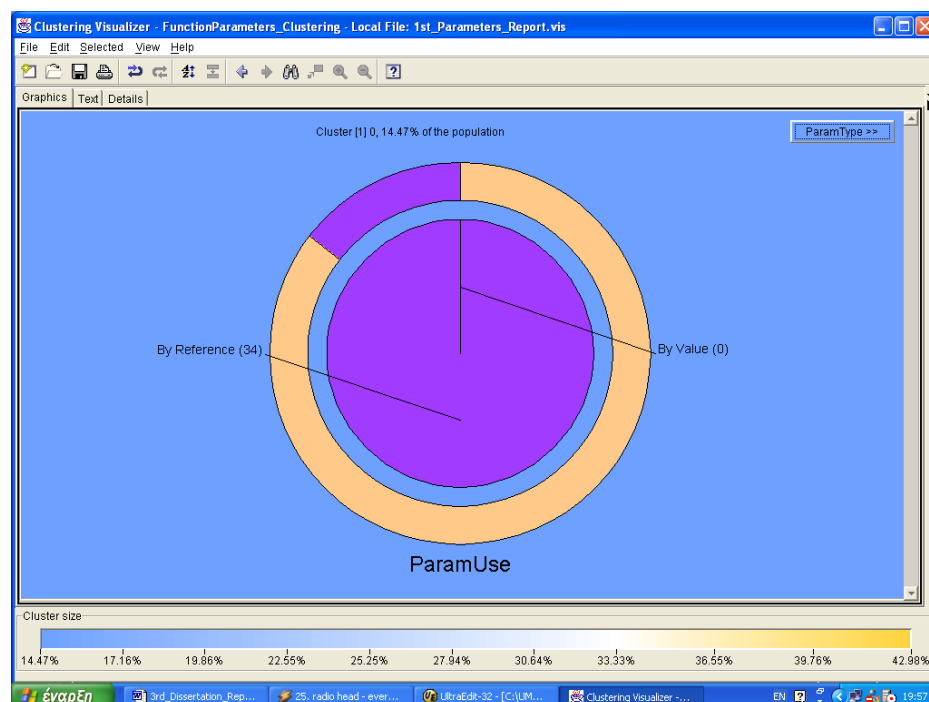 Clustering Visualizer - FunctionParameters_Clustering - Local File: 1st_Parameters_Report.vis
File Edit Selected View Help
Graphics Text Details
Cluster [1] 0, 14.47% of the population
ParamType >>
By Reference (34)
By Value (0)
ParamUse
Cluster size
14.47% 17.16% 19.86% 22.55% 25.25% 27.94% 30.64% 33.33% 36.55% 39.76% 42.98%
έναρξη 3rd_Dissertation_Rep... 25. radio head - ever... UltraEdit-32 - [C:\UM... Clustering Visualizer -... EN 19:57